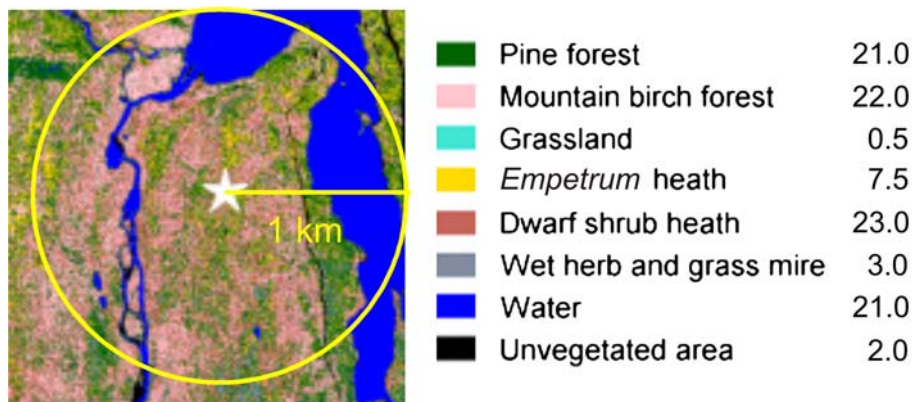 1 km
Pine forest 21.0
Mountain birch forest 22.0
Grassland 0.5
Empetrum heath 7.5
Dwarf shrub heath 23.0
Wet herb and grass mire 3.0
Water 21.0
Unvegetated area 2.0